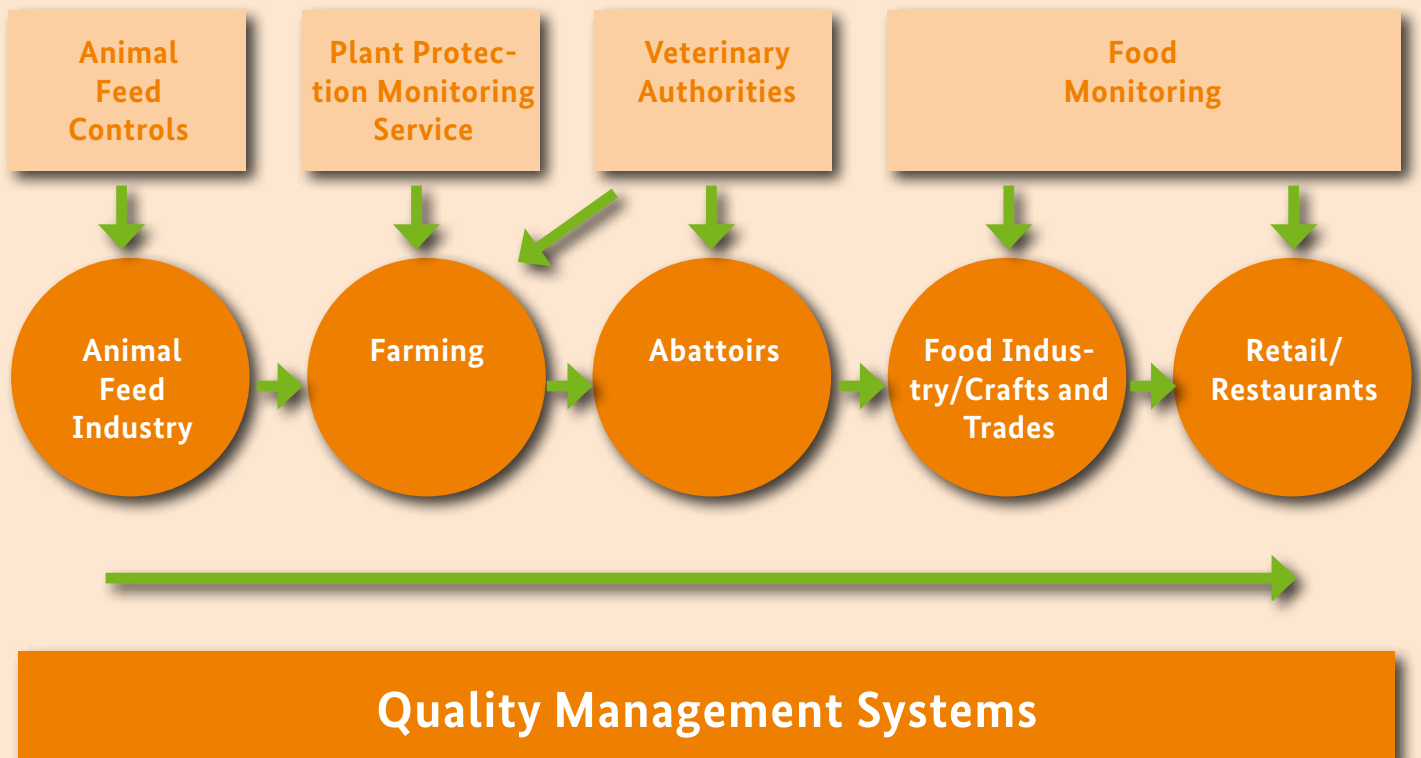 Animal
Feed
Controls
Plant Protec-
tion Monitoring
Service
Veterinary
Authorities
Food
Monitoring
Animal
Feed
Industry
Farming
Abattoirs
Food Indus-
try/Crafts and
Trades
Retail/
Restaurants
Quality Management Systems